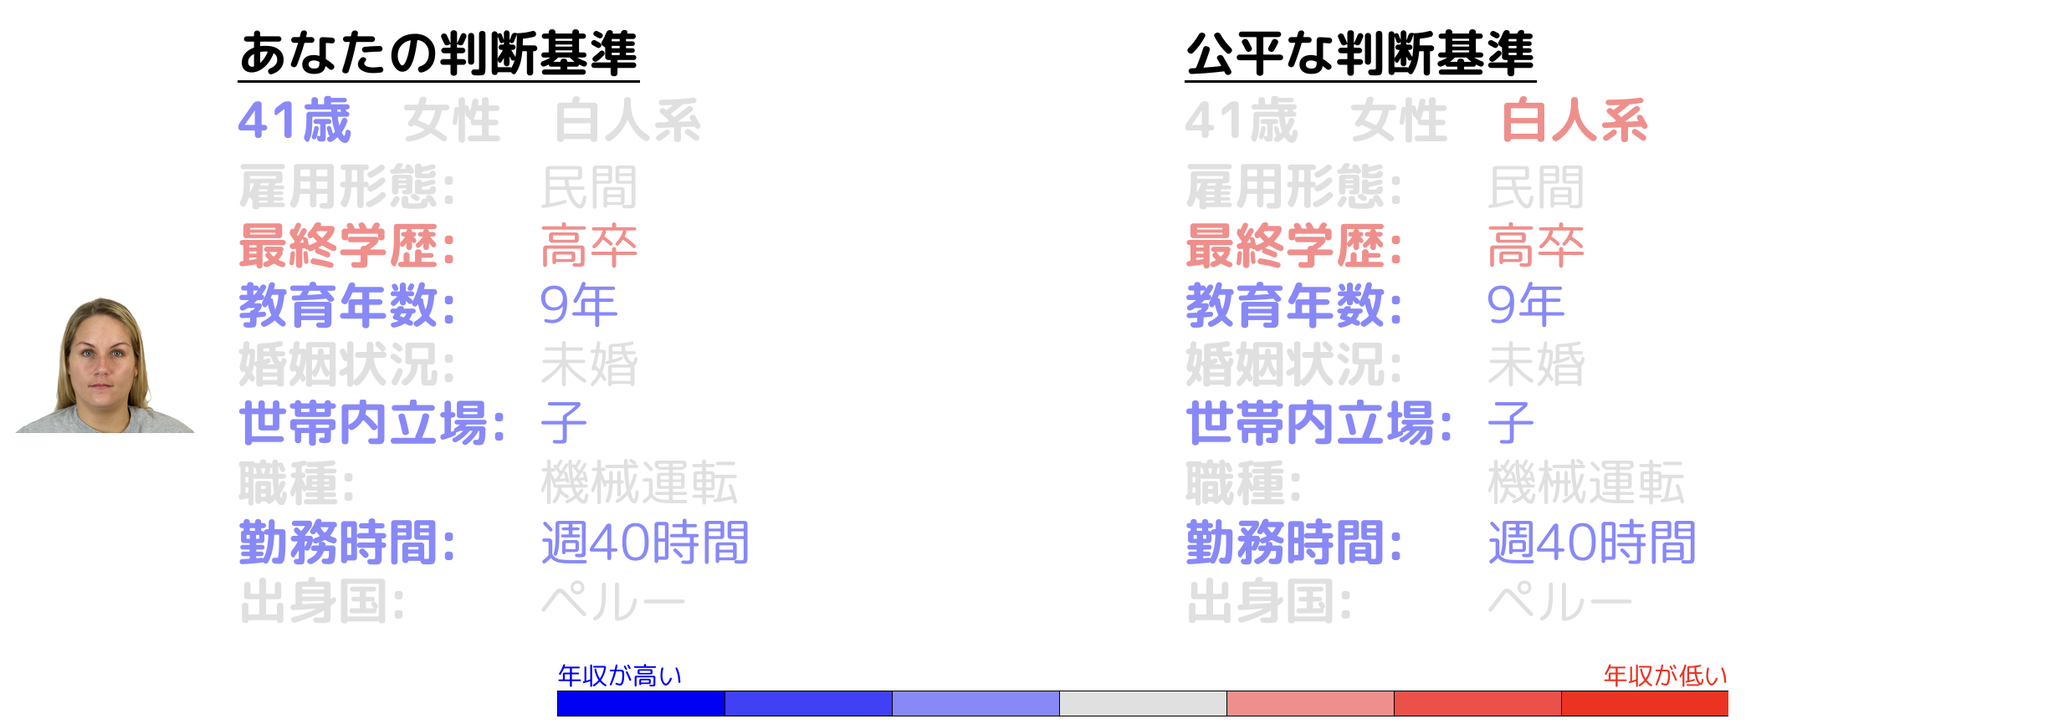 あなたの判断基準
41歳 女性 白人系
雇用形態: 民間
最終学歴: 高卒
教育年数: 9年
婚姻状況: 未婚
世帯内立場: 子
職種: 機械運転
勤務時間: 週40時間
出身国: ペルー
公平な判断基準
41歳 女性 白人系
雇用形態: 民間
最終学歴: 高卒
教育年数: 9年
婚姻状況: 未婚
世帯内立場: 子
職種: 機械運転
勤務時間: 週40時間
出身国: ペルー
年収が高い
年収が低い